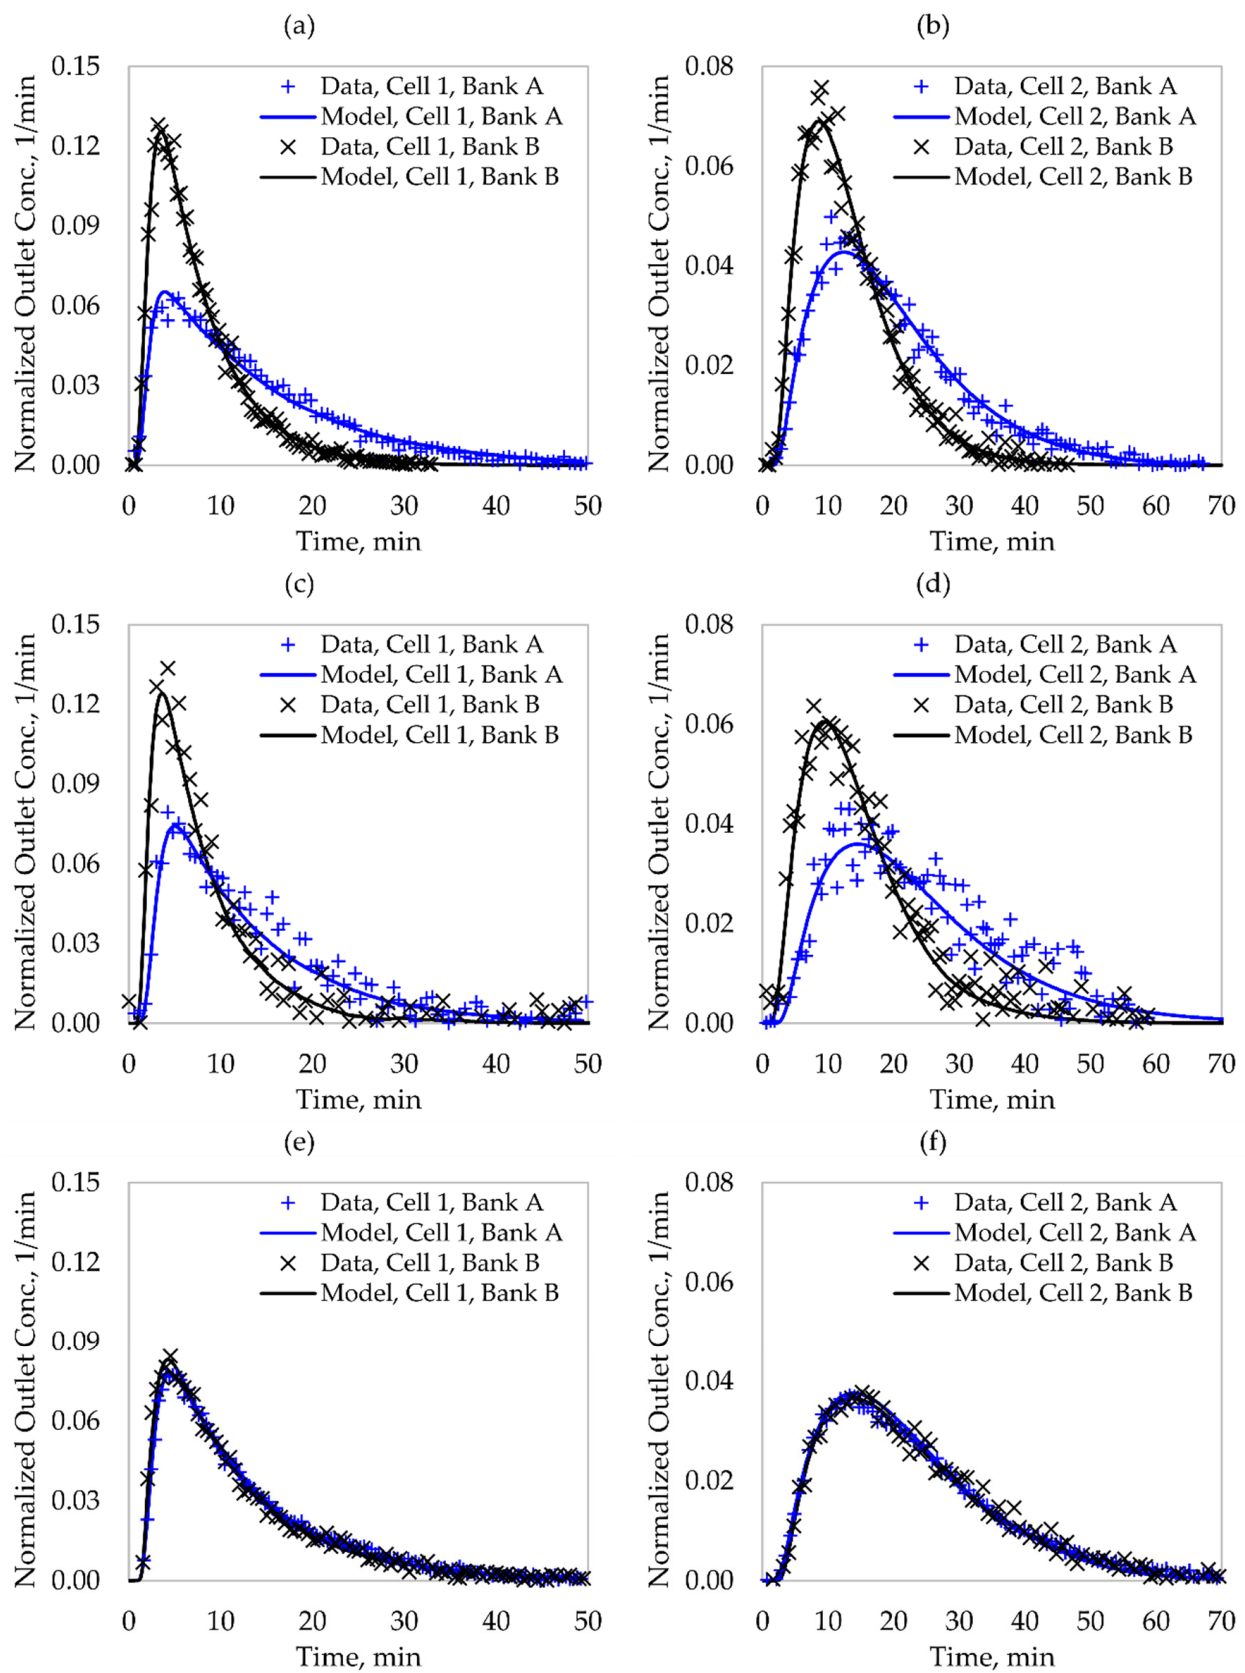 (a)
Normalized Outlet Conc., 1/min
0.15
0.12
0.09
0.06
0.03
0.00
Data, Cell 1, Bank A
Model, Cell 1, Bank A
Data, Cell 1, Bank B
Model, Cell 1, Bank B
0 10 20 30 40 50
Time, min
(b)
Normalized Outlet Conc., 1/min
0.08
0.06
0.04
0.02
0.00
Data, Cell 2, Bank A
Model, Cell 2, Bank A
Data, Cell 2, Bank B
Model, Cell 2, Bank B
0 10 20 30 40 50 60 70
Time, min
(c)
Normalized Outlet Conc., 1/min
0.15
0.12
0.09
0.06
0.03
0.00
Data, Cell 1, Bank A
Model, Cell 1, Bank A
Data, Cell 1, Bank B
Model, Cell 1, Bank B
0 10 20 30 40 50
Time, min
(d)
Normalized Outlet Conc., 1/min
0.08
0.06
0.04
0.02
0.00
Data, Cell 2, Bank A
Model, Cell 2, Bank A
Data, Cell 2, Bank B
Model, Cell 2, Bank B
0 10 20 30 40 50 60 70
Time, min
(e)
Normalized Outlet Conc., 1/min
0.15
0.12
0.09
0.06
0.03
0.00
Data, Cell 1, Bank A
Model, Cell 1, Bank A
Data, Cell 1, Bank B
Model, Cell 1, Bank B
0 10 20 30 40 50
Time, min
(f)
Normalized Outlet Conc., 1/min
0.08
0.06
0.04
0.02
0.00
Data, Cell 2, Bank A
Model, Cell 2, Bank A
Data, Cell 2, Bank B
Model, Cell 2, Bank B
0 10 20 30 40 50 60 70
Time, min